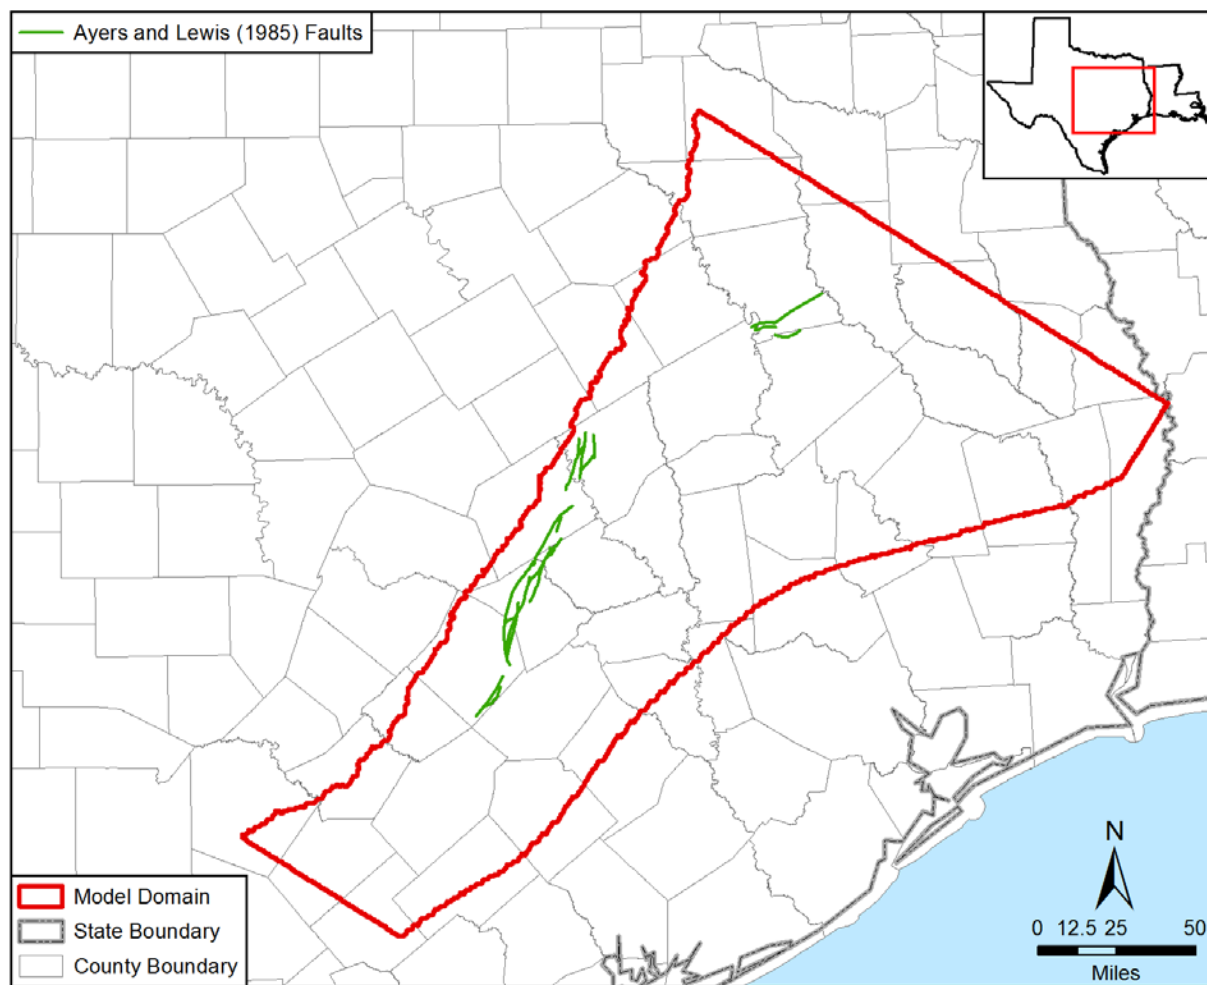 Ayers and Lewis (1985) Faults
Model Domain
State Boundary
County Boundary
N
0 12.5 25 50
Miles